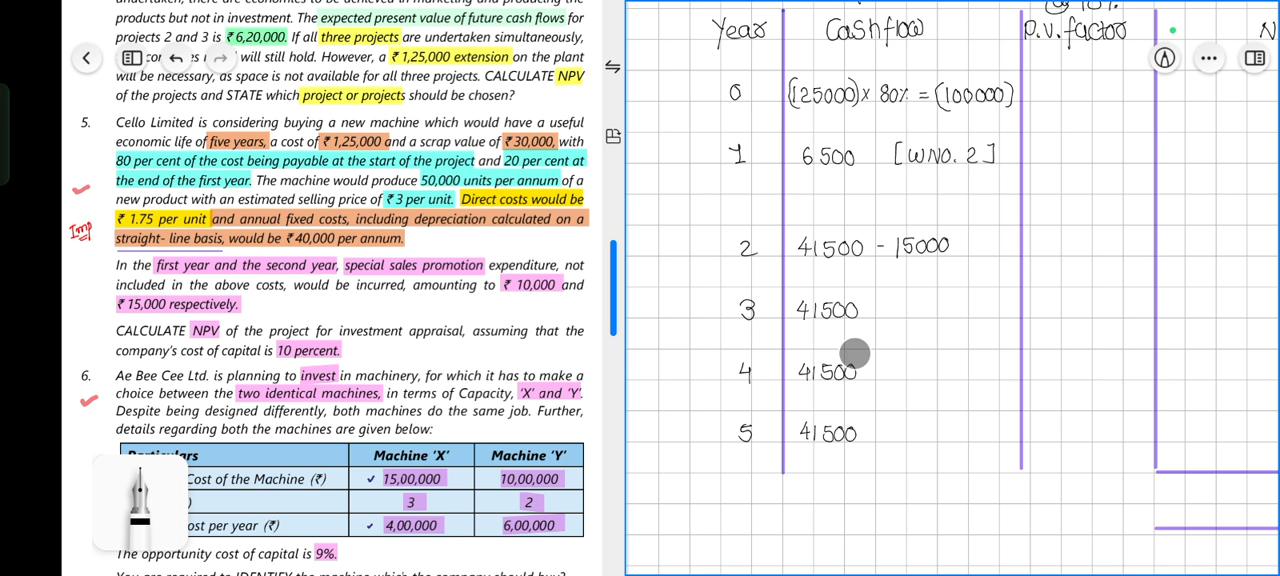 products but not in investment. The expected present value of future cash flows for
projects 2 and 3 is ₹ 6,20,000. If all three projects are undertaken simultaneously,
will still hold. However, a ₹ 1,25,000 extension on the plant
will be necessary, as space is not available for all three projects. CALCULATE NPV
of the projects and STATE which project or projects should be chosen?
5. Cello Limited is considering buying a new machine which would have a useful
economic life of five years, a cost of ₹ 1,25,000 and a scrap value of ₹ 30,000, with
80 per cent of the cost being payable at the start of the project and 20 per cent at
the end of the first year. The machine would produce 50,000 units per annum of a
new product with an estimated selling price of ₹ 3 per unit. Direct costs would be
₹ 1.75 per unit and annual fixed costs, including depreciation calculated on a
Imp
straight- line basis, would be ₹ 40,000 per annum.
In the first year and the second year, special sales promotion expenditure, not
included in the above costs, would be incurred, amounting to ₹ 10,000 and
₹ 15,000 respectively.
CALCULATE NPV of the project for investment appraisal, assuming that the
company's cost of capital is 10 percent.
6. Ae Bee Cee Ltd. is planning to invest in machinery, for which it has to make a
choice between the two identical machines, in terms of Capacity, 'X' and 'Y'.
Despite being designed differently, both machines do the same job. Further,
details regarding both the machines are given below:
Machine 'X' Machine 'Y'
Cost of the Machine (₹) 15,00,000 10,00,000
3 2
per year (₹) 4,00,000 6,00,000
The opportunity cost of capital is 9%.
@ 10%
Year Cashflow P.V. factor N
0 (125000) x 80% = (100000)
1 6500 [WNO. 2]
2 41500 - 15000
3 41500
4 41500
5 41500